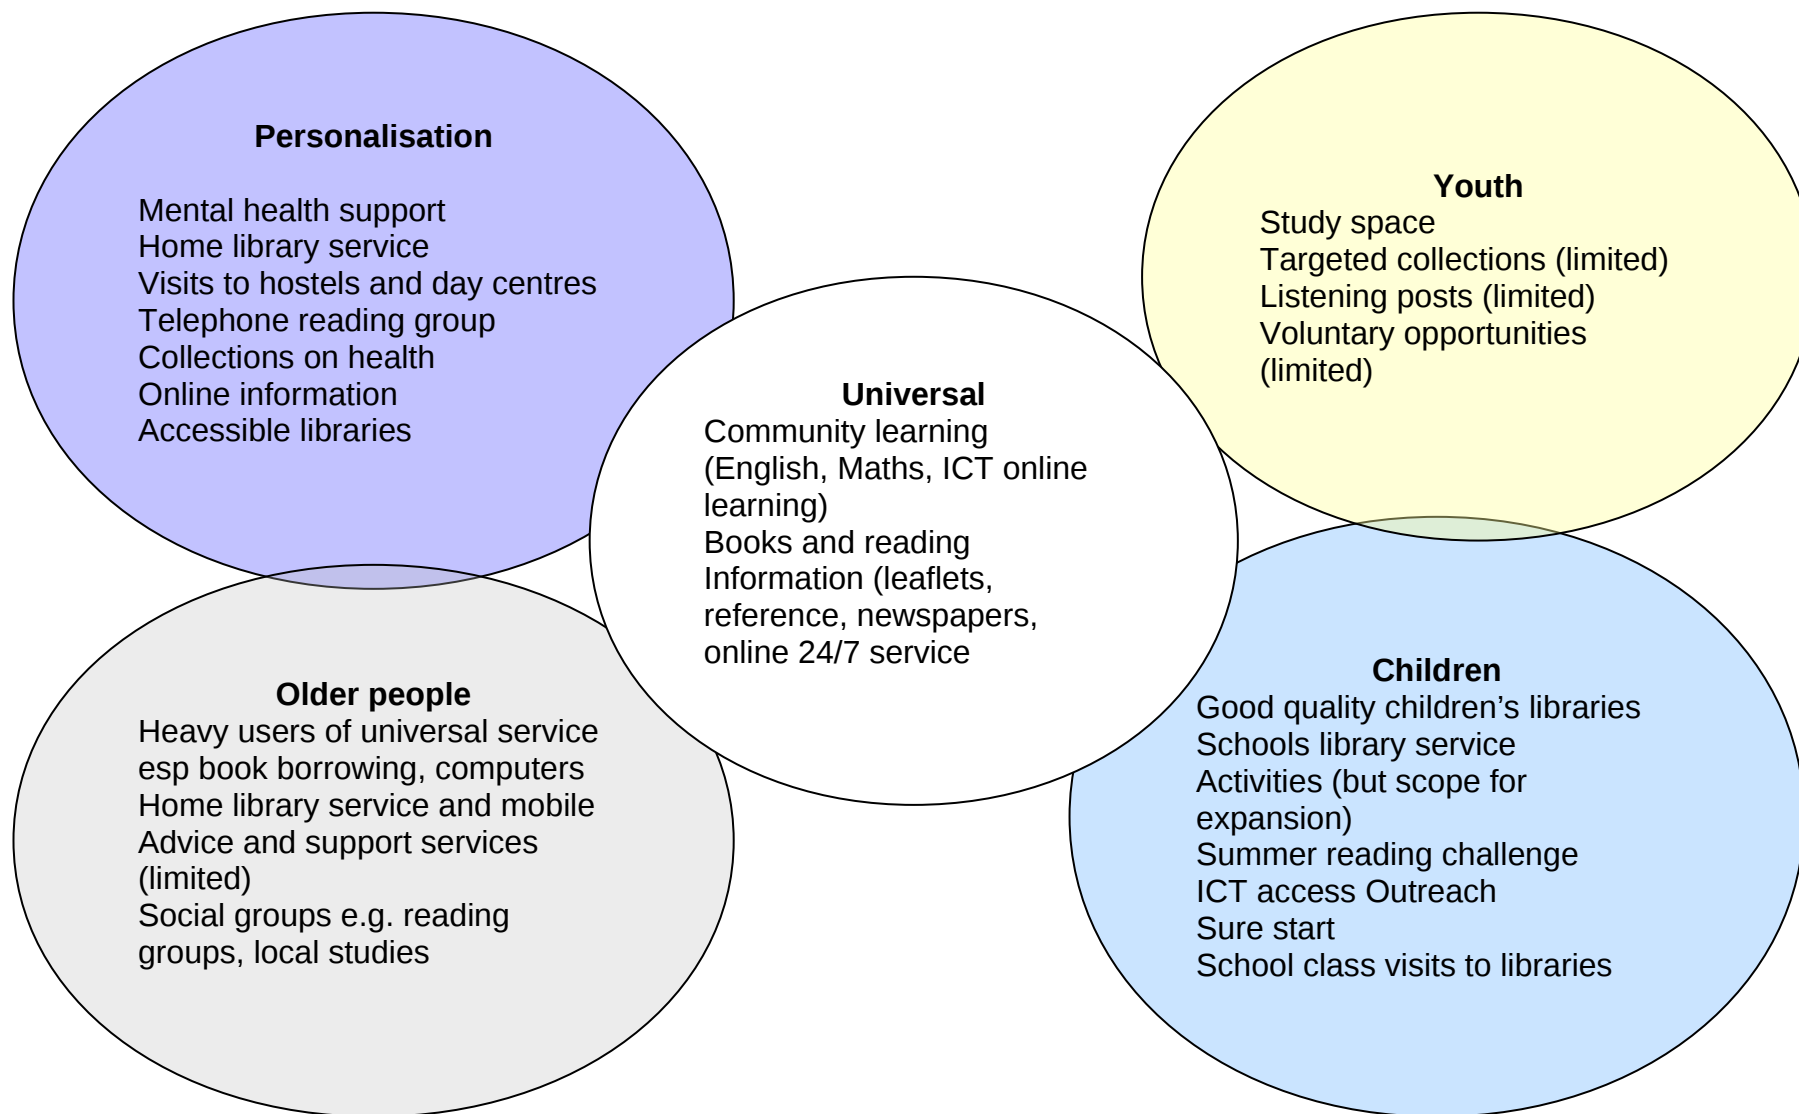 Personalisation
Mental health support
Home library service
Visits to hostels and day centres
Telephone reading group
Collections on health
Online information
Accessible libraries
Youth
Study space
Targeted collections (limited)
Listening posts (limited)
Voluntary opportunities
(limited)
Universal
Community learning
(English, Maths, ICT online
learning)
Books and reading
Information (leaflets,
reference, newspapers,
online 24/7 service
Older people
Heavy users of universal service
esp book borrowing, computers
Home library service and mobile
Advice and support services
(limited)
Social groups e.g. reading
groups, local studies
Children
Good quality children’s libraries
Schools library service
Activities (but scope for
expansion)
Summer reading challenge
ICT access Outreach
Sure start
School class visits to libraries